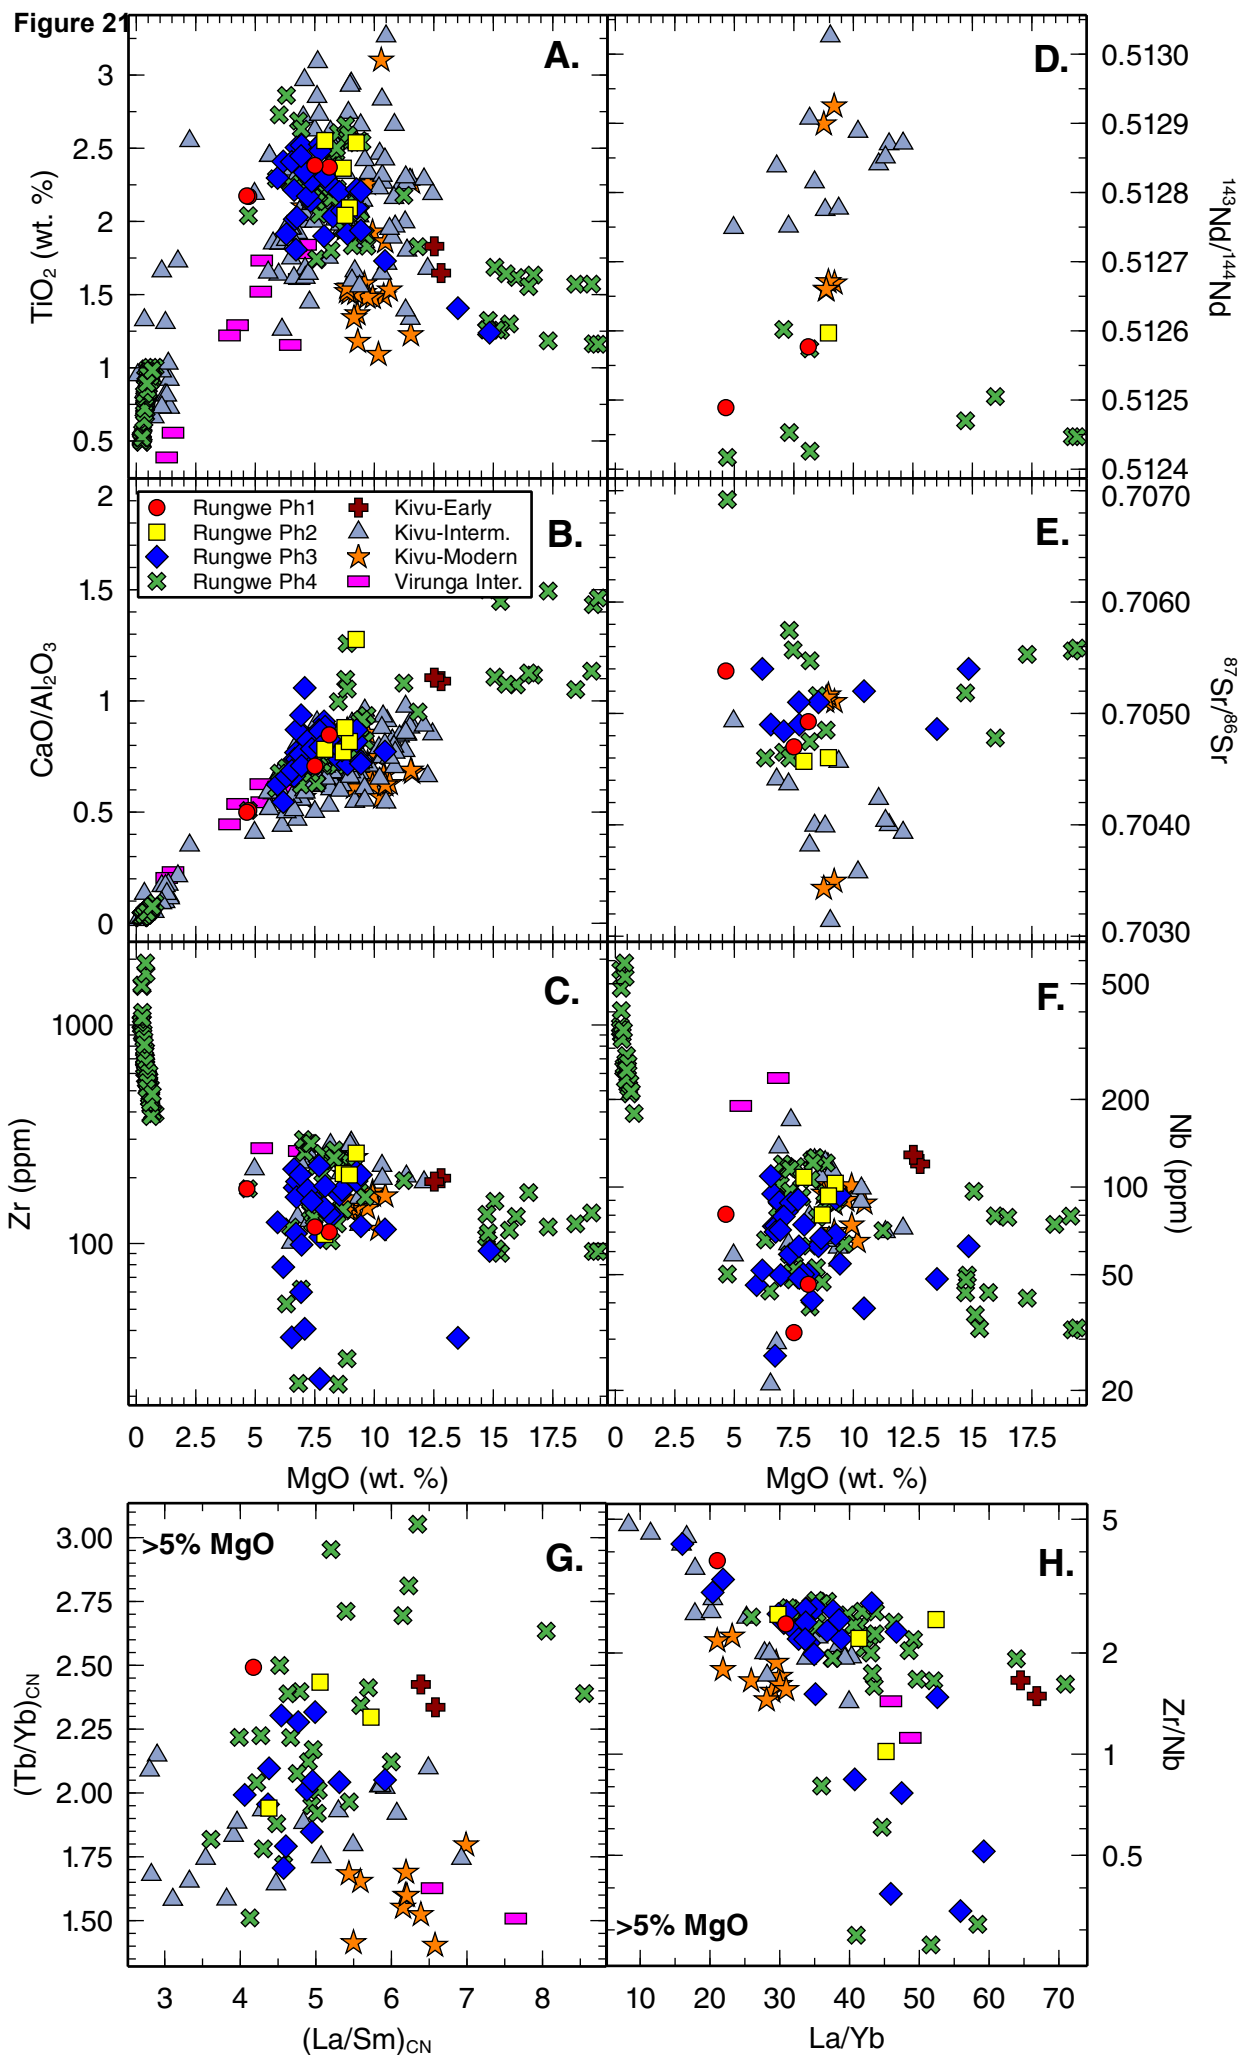 Figure 21
A.
3
2.5
2
1.5
1
0.5
TiO₂ (wt. %)
D.
0.5130
0.5129
0.5128
0.5127
0.5126
0.5125
0.5124
¹⁴³Nd/¹⁴⁴Nd
Rungwe Ph1
Rungwe Ph2
Rungwe Ph3
Rungwe Ph4
Kivu-Early
Kivu-Interm.
Kivu-Modern
Virunga Inter.
B.
2
1.5
1
0.5
0
CaO/Al₂O₃
E.
0.7070
0.7060
0.7050
0.7040
0.7030
⁸⁷Sr/⁸⁶Sr
C.
1000
100
Zr (ppm)
0 2.5 5 7.5 10 12.5 15 17.5
MgO (wt. %)
F.
500
200
100
50
20
Nb (ppm)
0 2.5 5 7.5 10 12.5 15 17.5
MgO (wt. %)
>5% MgO
G.
3.00
2.75
2.50
2.25
2.00
1.75
1.50
(Tb/Yb)CN
3 4 5 6 7 8
(La/Sm)CN
H.
5
2
1
0.5
Zr/Nb
>5% MgO
10 20 30 40 50 60 70
La/Yb